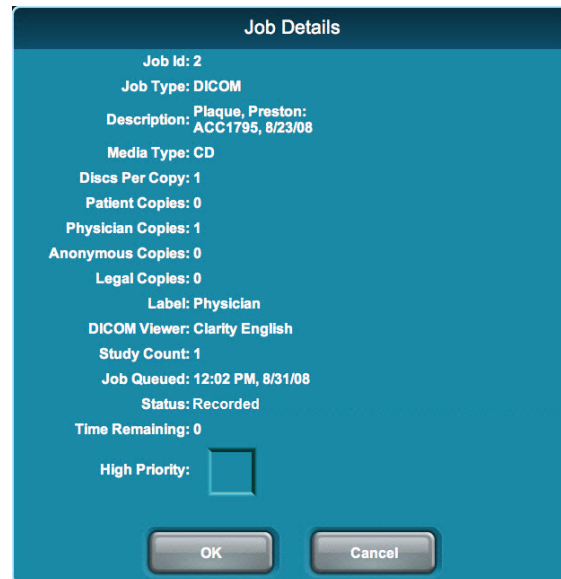 Job Details
Job Id: 2
Job Type: DICOM
Description: Plaque, Preston:
ACC1795, 8/23/08
Media Type: CD
Discs Per Copy: 1
Patient Copies: 0
Physician Copies: 1
Anonymous Copies: 0
Legal Copies: 0
Label: Physician
DICOM Viewer: Clarity English
Study Count: 1
Job Queued: 12:02 PM, 8/31/08
Status: Recorded
Time Remaining: 0
High Priority:
OK Cancel